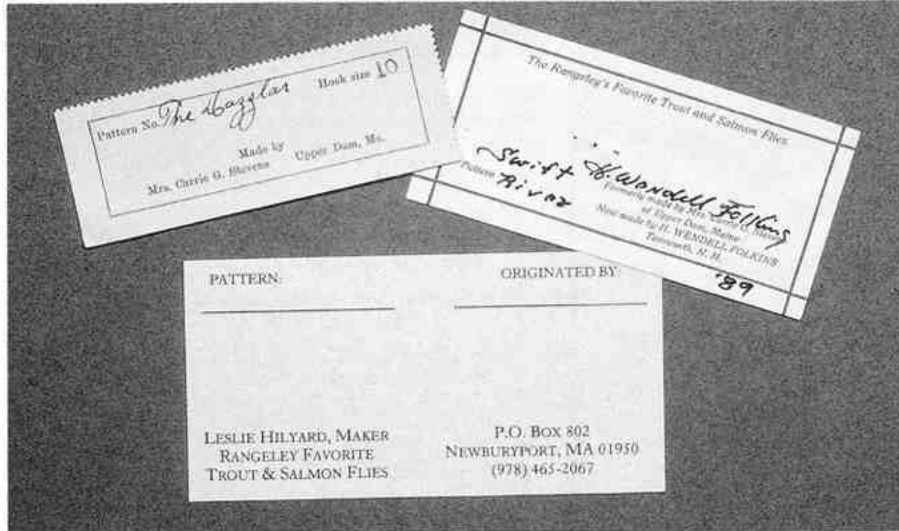 Pattern No. The Dazzler Hook size 10
Made by
Mrs. Carrie G. Stevens Upper Dam, Me.
The Rangeley's Favorite Trout and Salmon Flies
Swift H. Wendell Folkins
Pattern River
Formerly made by Mrs. Carrie G. Stevens
of Upper Dam, Maine
Now made by H. WENDELL FOLKINS
Tamworth, N. H.
'89
PATTERN: ORIGINATED BY:
LESLIE HILYARD, MAKER
RANGELEY FAVORITE
TROUT & SALMON FLIES
P.O. BOX 802
NEWBURYPORT, MA 01950
(978) 465-2067